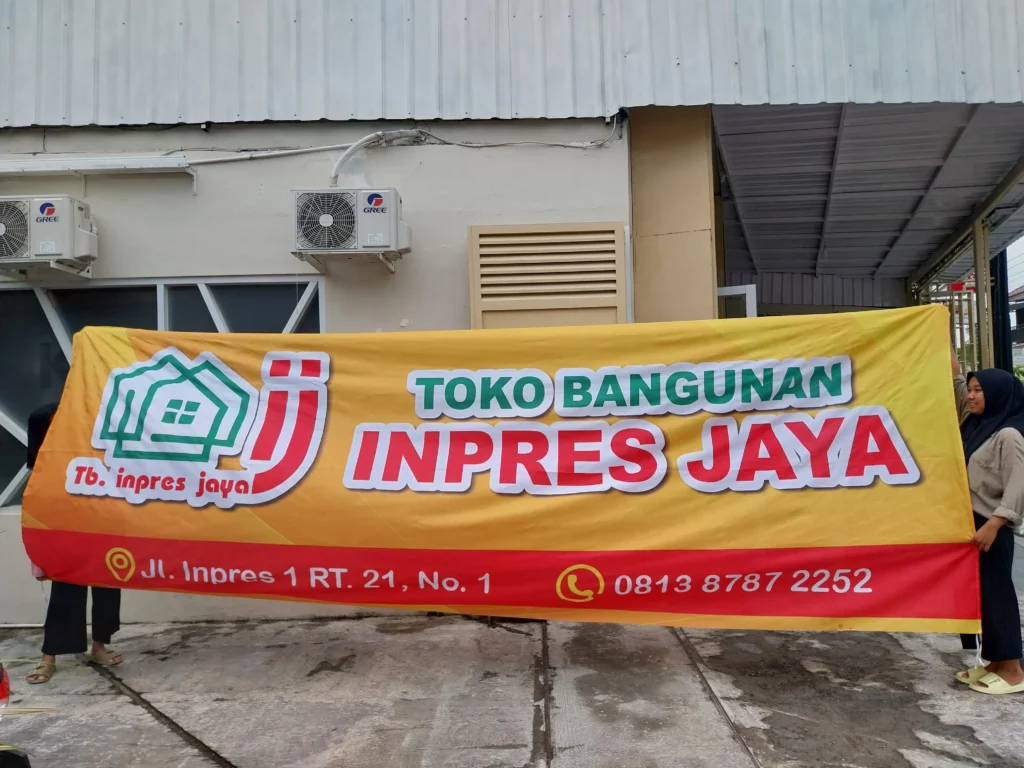 GREE
GREE
TOKO BANGUNAN
INPRES JAYA
ij
Tb. inpres jaya
Jl. Inpres 1 RT. 21, No. 1
0813 8787 2252